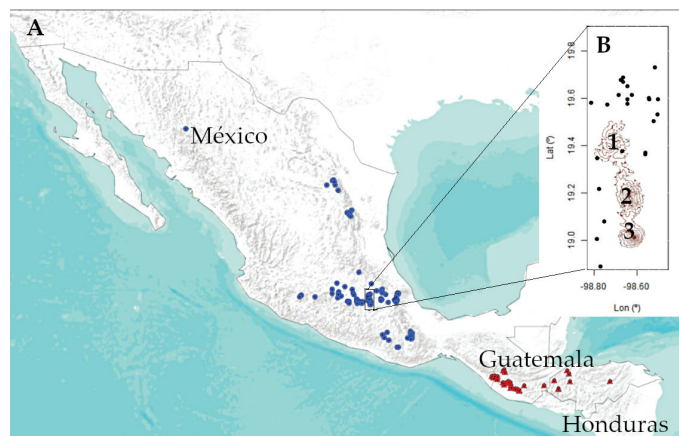 A
B
México
Guatemala
Honduras
Lat (º)
19.8
19.6
19.4
19.2
19.0
1
2
3
-98.80
-98.60
Lon (º)